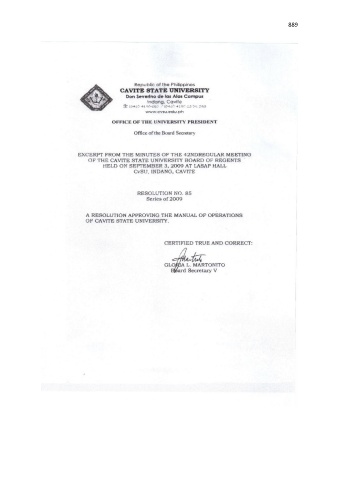 889
Republic of the Philippines
CAVITE STATE UNIVERSITY
Don Severino de las Alas Campus
Indang, Cavite
www.cvsu.edu.ph
OFFICE OF THE UNIVERSITY PRESIDENT
Office of the Board Secretary
EXCERPT FROM THE MINUTES OF THE 42NDREGULAR MEETING
OF THE CAVITE STATE UNIVERSITY BOARD OF REGENTS
HELD ON SEPTEMBER 3, 2009 AT LASAP HALL
CvSU, INDANG, CAVITE
RESOLUTION NO. 85
Series of 2009
A RESOLUTION APPROVING THE MANUAL OF OPERATIONS
OF CAVITE STATE UNIVERSITY.
CERTIFIED TRUE AND CORRECT:
GLORIA L. MARTONITO
Board Secretary V